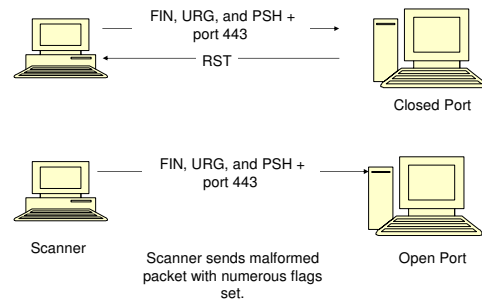 FIN, URG, and PSH +
port 443
RST
Closed Port
FIN, URG, and PSH +
port 443
Scanner
Open Port
Scanner sends malformed
packet with numerous flags
set.